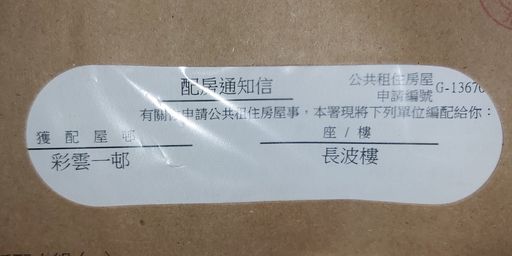 配房通知信
公共租住房屋
申請編號 G-13670
有關你申請公共租住房屋事，本署現將下列單位編配給你：
獲配屋邨
座 / 樓
彩雲一邨
長波樓